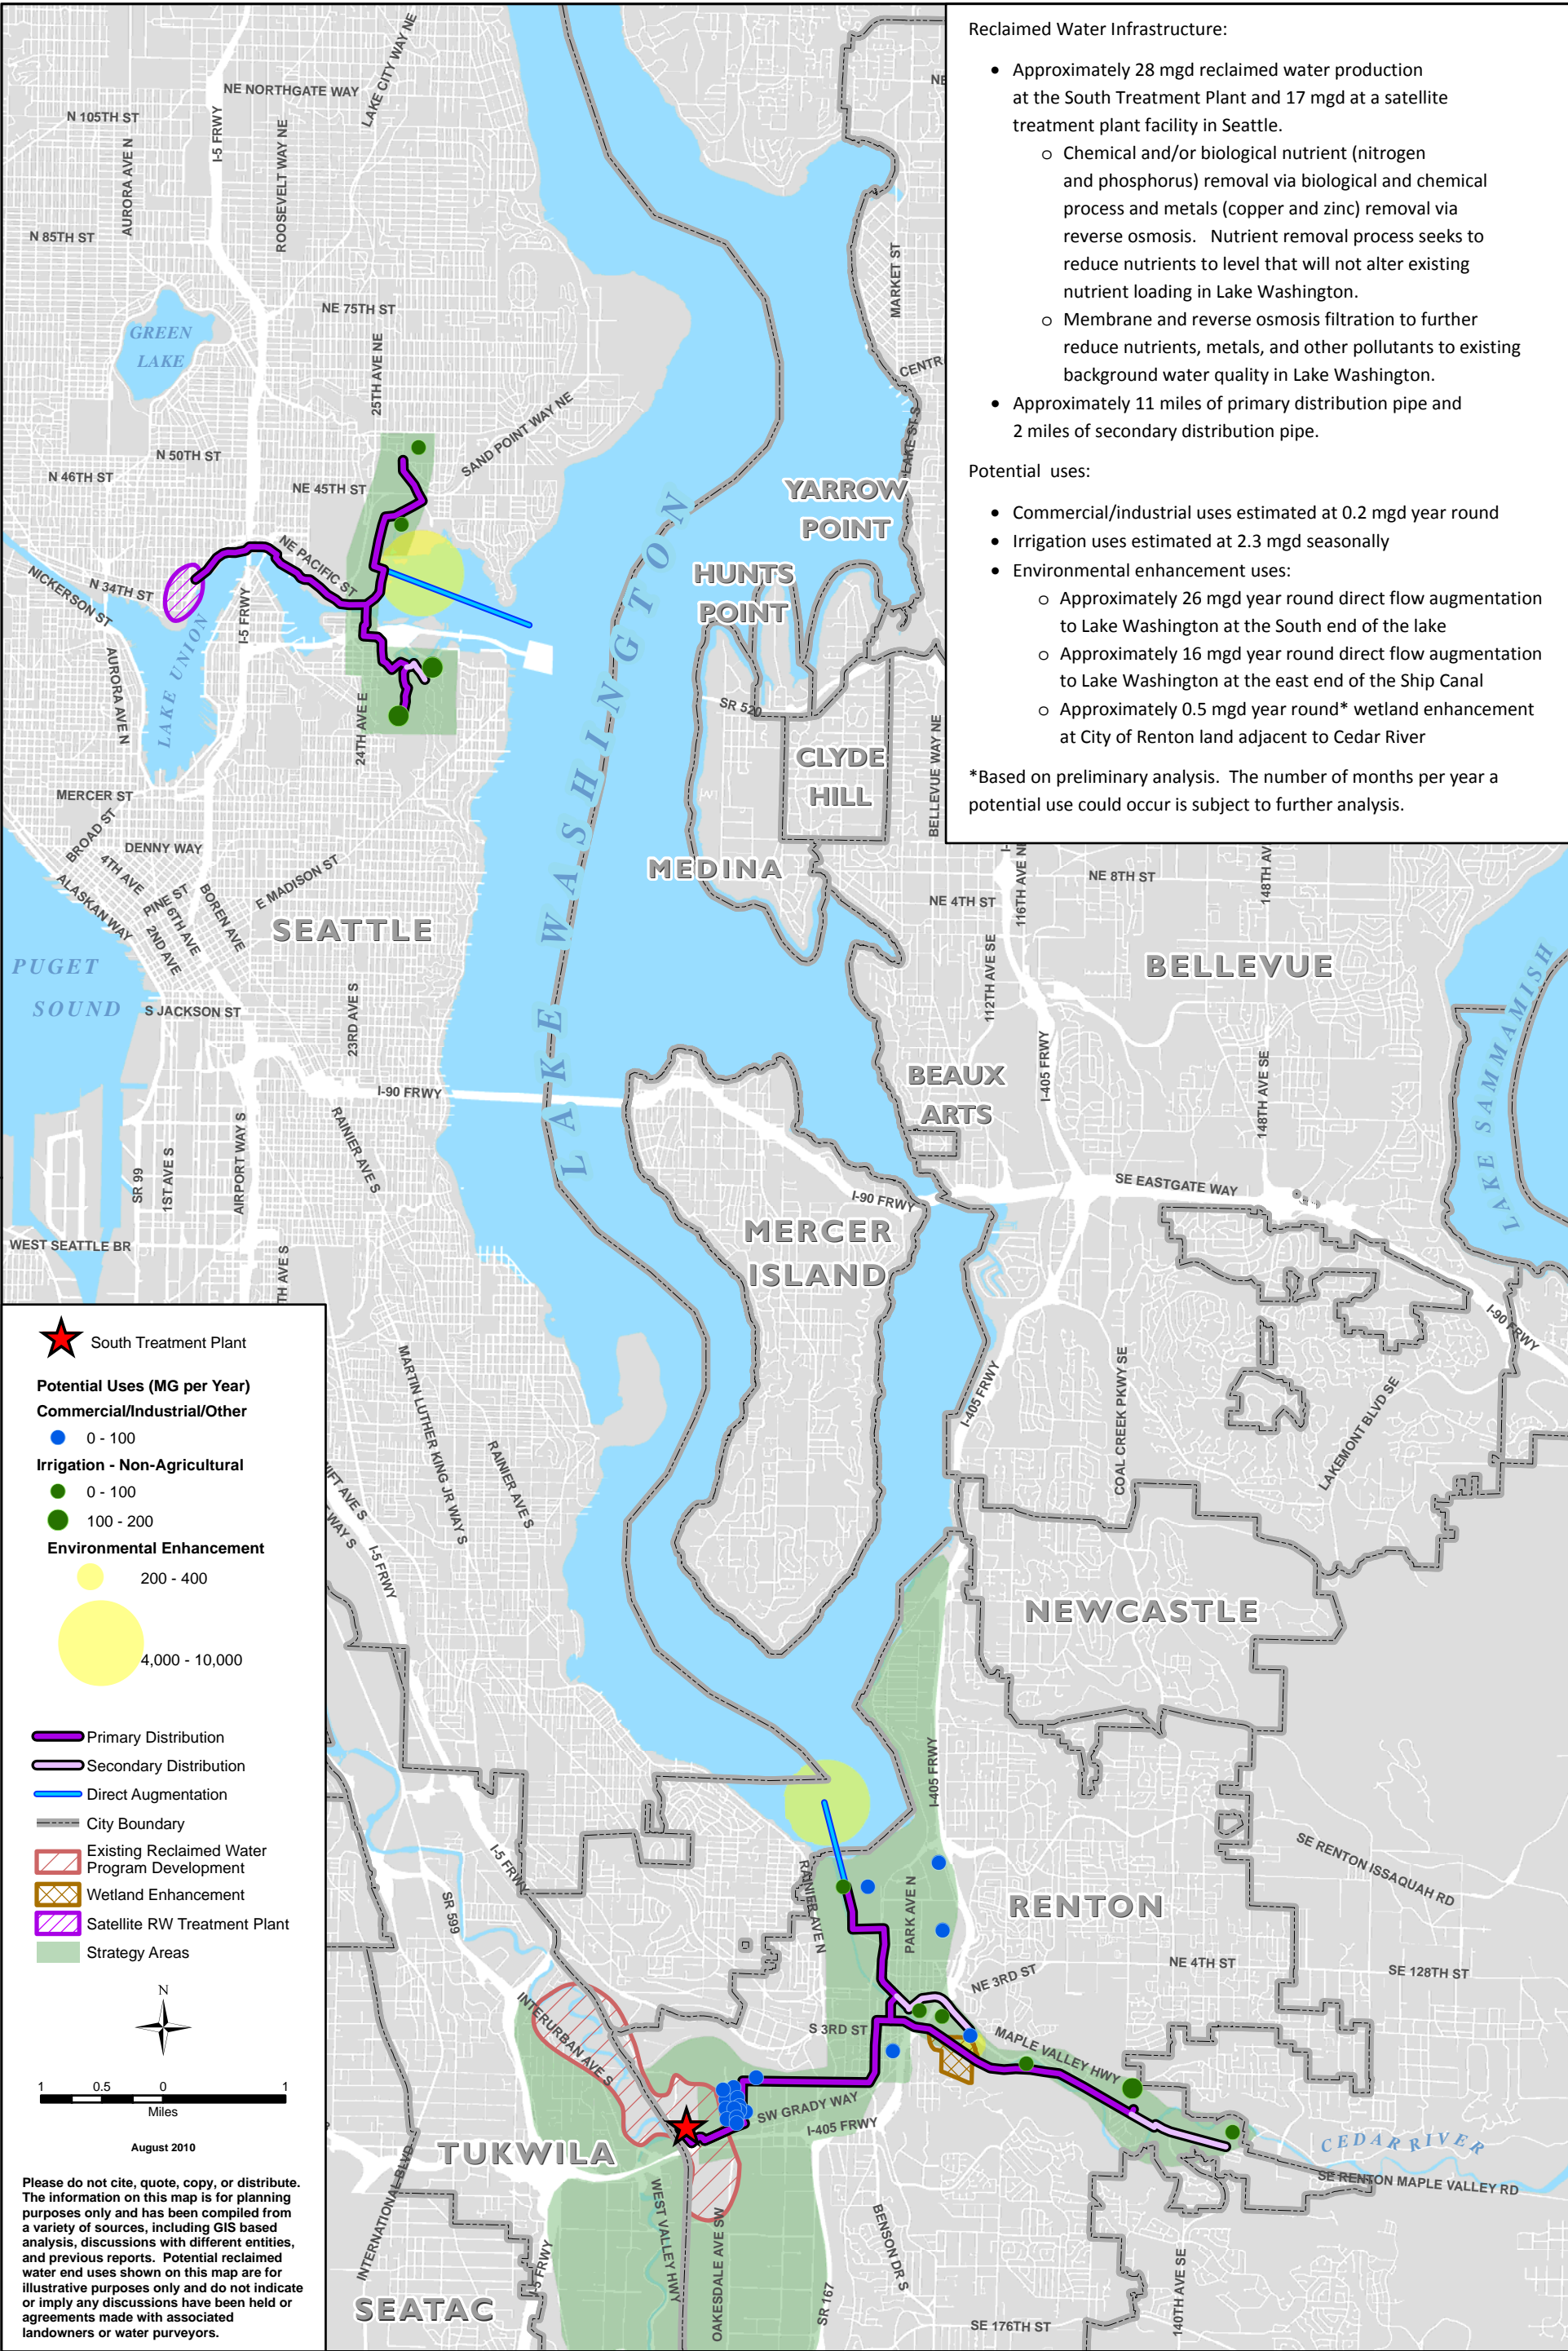 Reclaimed Water Infrastructure:
• Approximately 28 mgd reclaimed water production
at the South Treatment Plant and 17 mgd at a satellite
treatment plant facility in Seattle.
o Chemical and/or biological nutrient (nitrogen
and phosphorus) removal via biological and chemical
process and metals (copper and zinc) removal via
reverse osmosis. Nutrient removal process seeks to
reduce nutrients to level that will not alter existing
nutrient loading in Lake Washington.
o Membrane and reverse osmosis filtration to further
reduce nutrients, metals, and other pollutants to existing
background water quality in Lake Washington.
• Approximately 11 miles of primary distribution pipe and
2 miles of secondary distribution pipe.
Potential uses:
• Commercial/industrial uses estimated at 0.2 mgd year round
• Irrigation uses estimated at 2.3 mgd seasonally
• Environmental enhancement uses:
o Approximately 26 mgd year round direct flow augmentation
to Lake Washington at the South end of the lake
o Approximately 16 mgd year round direct flow augmentation
to Lake Washington at the east end of the Ship Canal
o Approximately 0.5 mgd year round* wetland enhancement
at City of Renton land adjacent to Cedar River
*Based on preliminary analysis. The number of months per year a
potential use could occur is subject to further analysis.
NE NORTHGATE WAY
LAKE CITY WAY NE
N 105TH ST
I-5 FRWY
AURORA AVE N
ROOSEVELT WAY NE
N 85TH ST
NE 75TH ST
GREEN
LAKE
25TH AVE NE
SAND POINT WAY NE
N 50TH ST
N 46TH ST
NE 45TH ST
NE PACIFIC ST
N 34TH ST
NICKERSON ST
I-5 FRWY
LAKE UNION
AURORA AVE N
24TH AVE E
MERCER ST
BROAD ST
DENNY WAY
4TH AVE
ALASKAN WAY
PINE ST
6TH AVE
2ND AVE
BOREN AVE
E MADISON ST
SEATTLE
PUGET
SOUND
S JACKSON ST
23RD AVE S
I-90 FRWY
RAINIER AVE S
SR 99
1ST AVE S
AIRPORT WAY S
WEST SEATTLE BR
TH AVE S
LAKE WASHINGTON
MARKET ST
CENTR
LAKE ST S
NE
YARROW
POINT
HUNTS
POINT
SR 520
CLYDE
HILL
BELLEVUE WAY NE
MEDINA
NE 8TH ST
NE 4TH ST
116TH AVE NE
148TH AV
I-
112TH AVE SE
BELLEVUE
LAKE SAMMAMISH
BEAUX
ARTS
I-405 FRWY
148TH AVE SE
I-90 FRWY
SE EASTGATE WAY
MERCER
ISLAND
I-90 FRWY
I-405 FRWY
COAL CREEK PKWY SE
LAKEMONT BLVD SE
MARTIN LUTHER KING JR WAY S
RAINIER AVE S
IFT AVE S
WAY S
I-5 FRWY
NEWCASTLE
I-405 FRWY
SE RENTON ISSAQUAH RD
I-5 FRWY
SR 599
RAINIER AVE N
PARK AVE N
RENTON
NE 3RD ST
NE 4TH ST
SE 128TH ST
INTERURBAN AVE S
S 3RD ST
MAPLE VALLEY HWY
SW GRADY WAY
I-405 FRWY
TUKWILA
CEDAR RIVER
SE RENTON MAPLE VALLEY RD
INTERNATIONAL BLVD
WEST VALLEY HWY
OAKESDALE AVE SW
BENSON DR S
I-5 FRWY
SR 167
SEATAC
SE 176TH ST
140TH AVE SE
South Treatment Plant
Potential Uses (MG per Year)
Commercial/Industrial/Other
0 - 100
Irrigation - Non-Agricultural
0 - 100
100 - 200
Environmental Enhancement
200 - 400
4,000 - 10,000
Primary Distribution
Secondary Distribution
Direct Augmentation
City Boundary
Existing Reclaimed Water
Program Development
Wetland Enhancement
Satellite RW Treatment Plant
Strategy Areas
N
1 0.5 0 1
Miles
August 2010
Please do not cite, quote, copy, or distribute.
The information on this map is for planning
purposes only and has been compiled from
a variety of sources, including GIS based
analysis, discussions with different entities,
and previous reports. Potential reclaimed
water end uses shown on this map are for
illustrative purposes only and do not indicate
or imply any discussions have been held or
agreements made with associated
landowners or water purveyors.